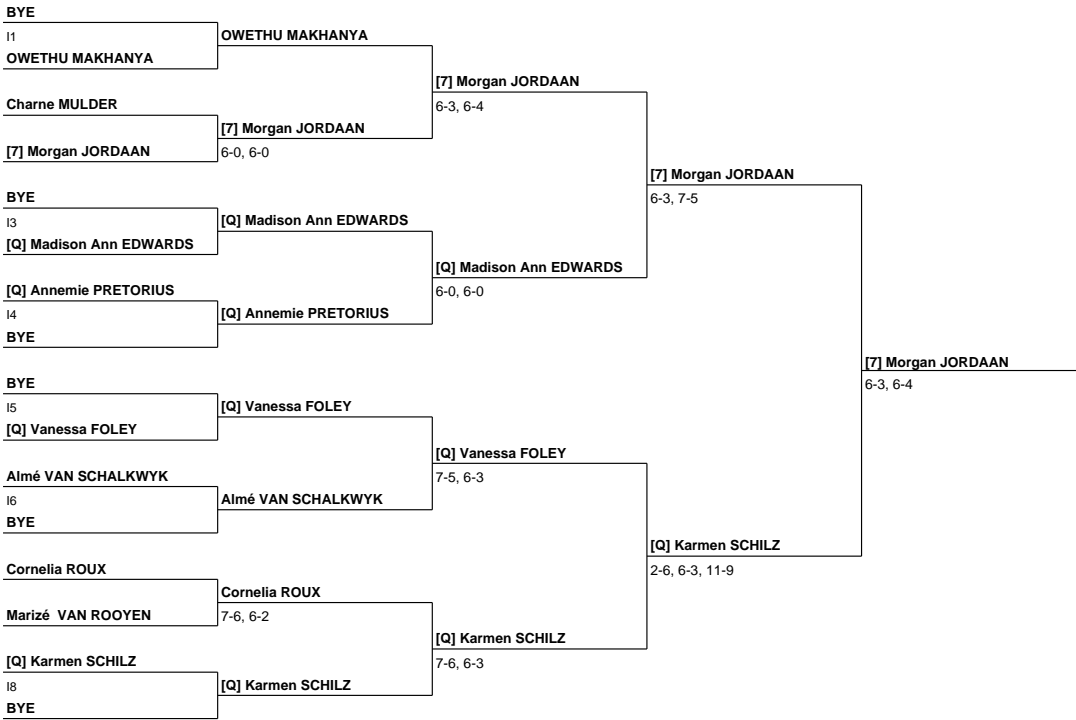 BYE
I1
OWETHU MAKHANYA
Charne MULDER
[7] Morgan JORDAAN
BYE
I3
[Q] Madison Ann EDWARDS
[Q] Annemie PRETORIUS
I4
BYE
BYE
I5
[Q] Vanessa FOLEY
Almé VAN SCHALKWYK
I6
BYE
Cornelia ROUX
Marizé VAN ROOYEN
[Q] Karmen SCHILZ
I8
BYE
OWETHU MAKHANYA
[7] Morgan JORDAAN
6-0, 6-0
[Q] Madison Ann EDWARDS
[Q] Annemie PRETORIUS
[Q] Vanessa FOLEY
Almé VAN SCHALKWYK
Cornelia ROUX
7-6, 6-2
[Q] Karmen SCHILZ
[7] Morgan JORDAAN
6-3, 6-4
[Q] Madison Ann EDWARDS
6-0, 6-0
[Q] Vanessa FOLEY
7-5, 6-3
[Q] Karmen SCHILZ
7-6, 6-3
[7] Morgan JORDAAN
6-3, 7-5
[Q] Karmen SCHILZ
2-6, 6-3, 11-9
[7] Morgan JORDAAN
6-3, 6-4